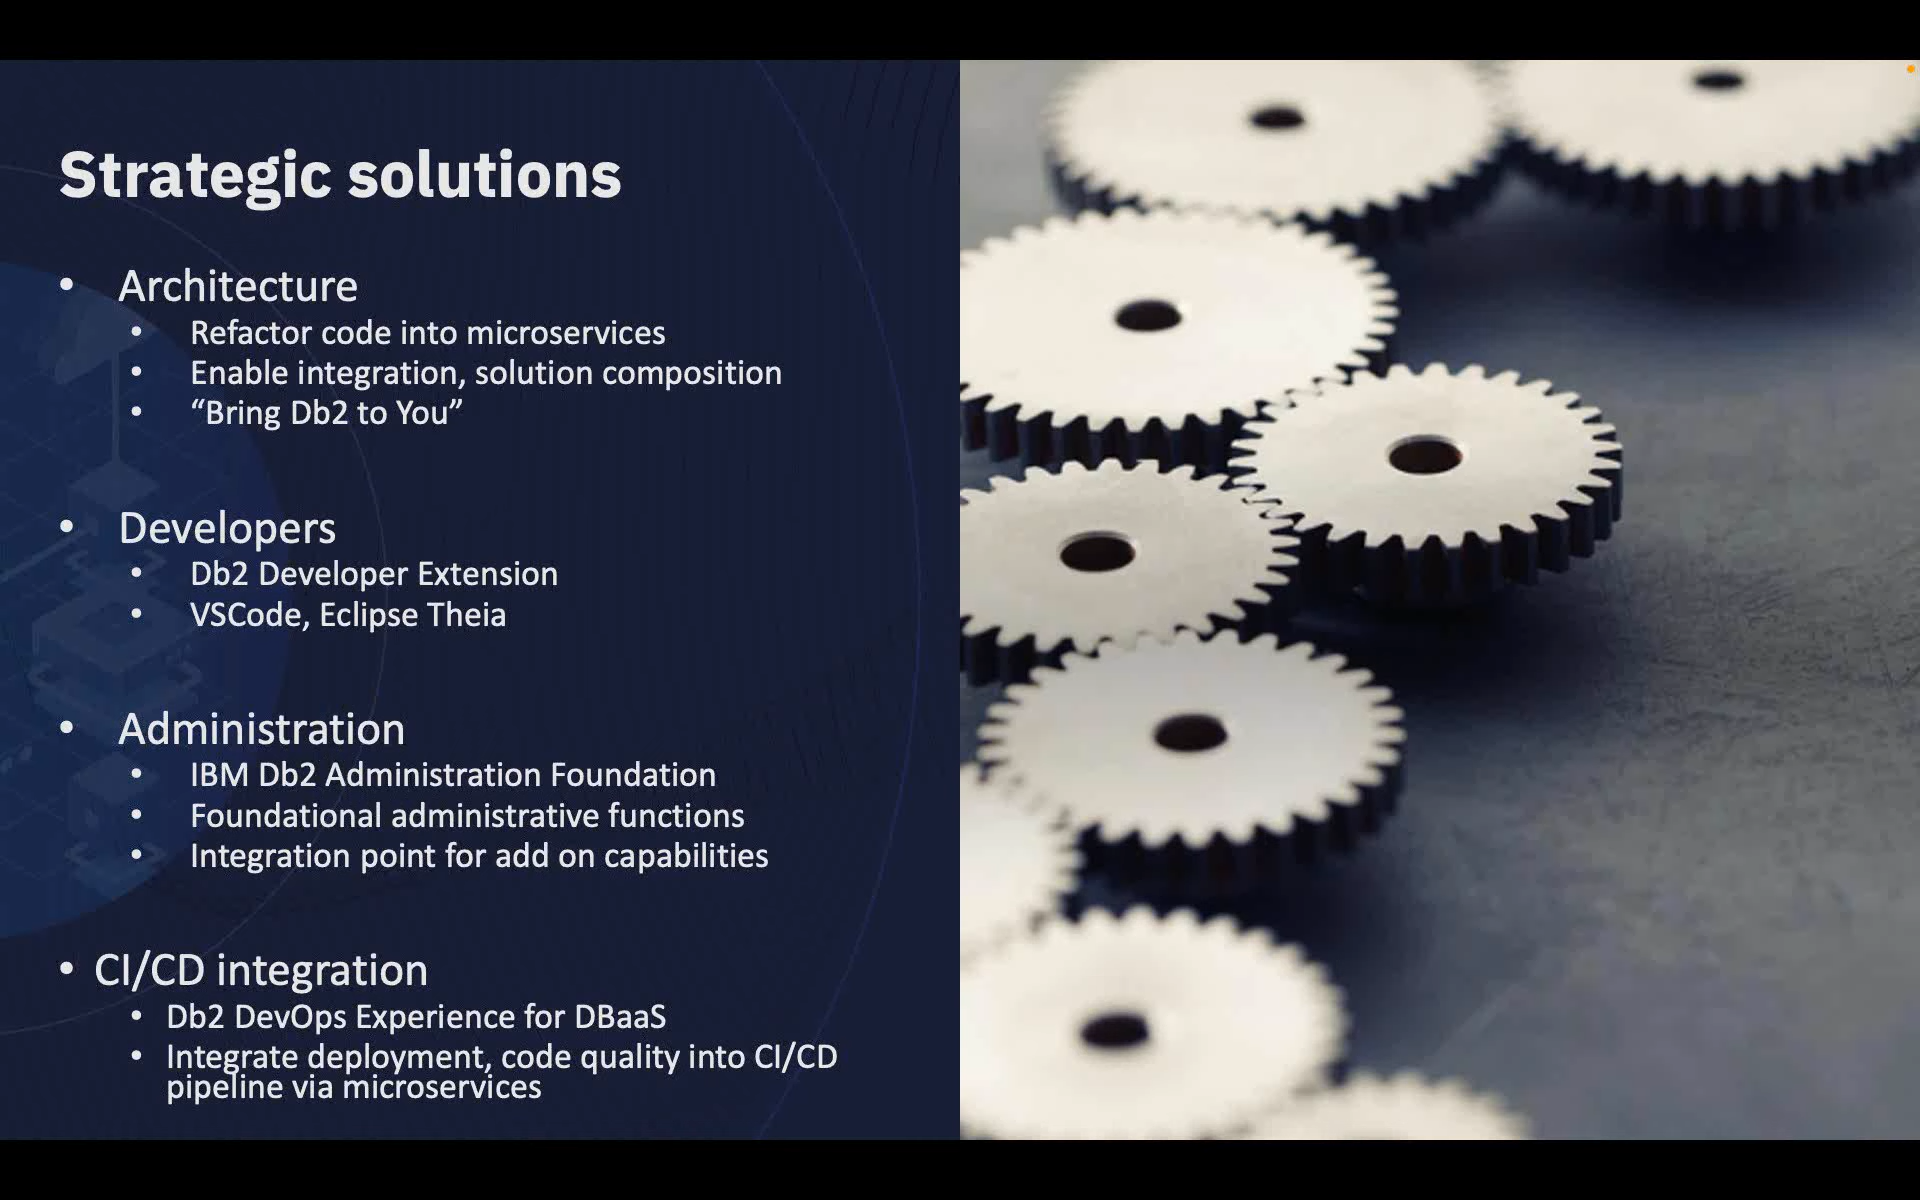 Strategic solutions
• Architecture
• Refactor code into microservices
• Enable integration, solution composition
• “Bring Db2 to You”
• Developers
• Db2 Developer Extension
• VSCode, Eclipse Theia
• Administration
• IBM Db2 Administration Foundation
• Foundational administrative functions
• Integration point for add on capabilities
• CI/CD integration
• Db2 DevOps Experience for DBaaS
• Integrate deployment, code quality into CI/CD
pipeline via microservices